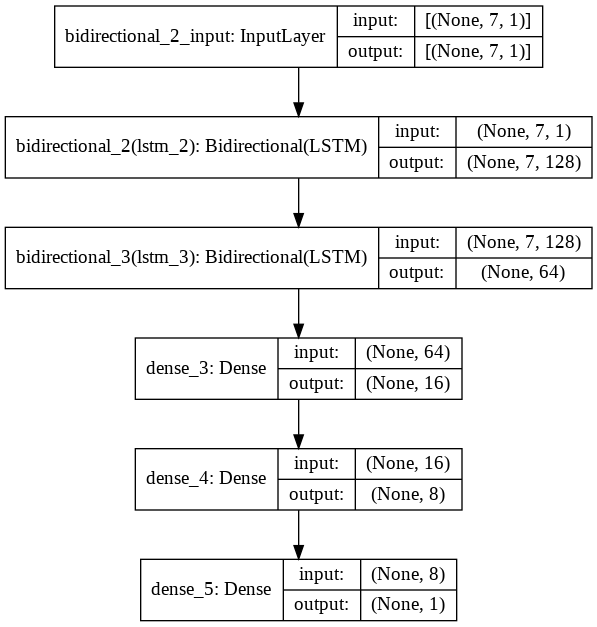 bidirectional_2_input: InputLayer
input:
[(None, 7, 1)]
output:
[(None, 7, 1)]
bidirectional_2(lstm_2): Bidirectional(LSTM)
input:
(None, 7, 1)
output:
(None, 7, 128)
bidirectional_3(lstm_3): Bidirectional(LSTM)
input:
(None, 7, 128)
output:
(None, 64)
dense_3: Dense
input:
(None, 64)
output:
(None, 16)
dense_4: Dense
input:
(None, 16)
output:
(None, 8)
dense_5: Dense
input:
(None, 8)
output:
(None, 1)